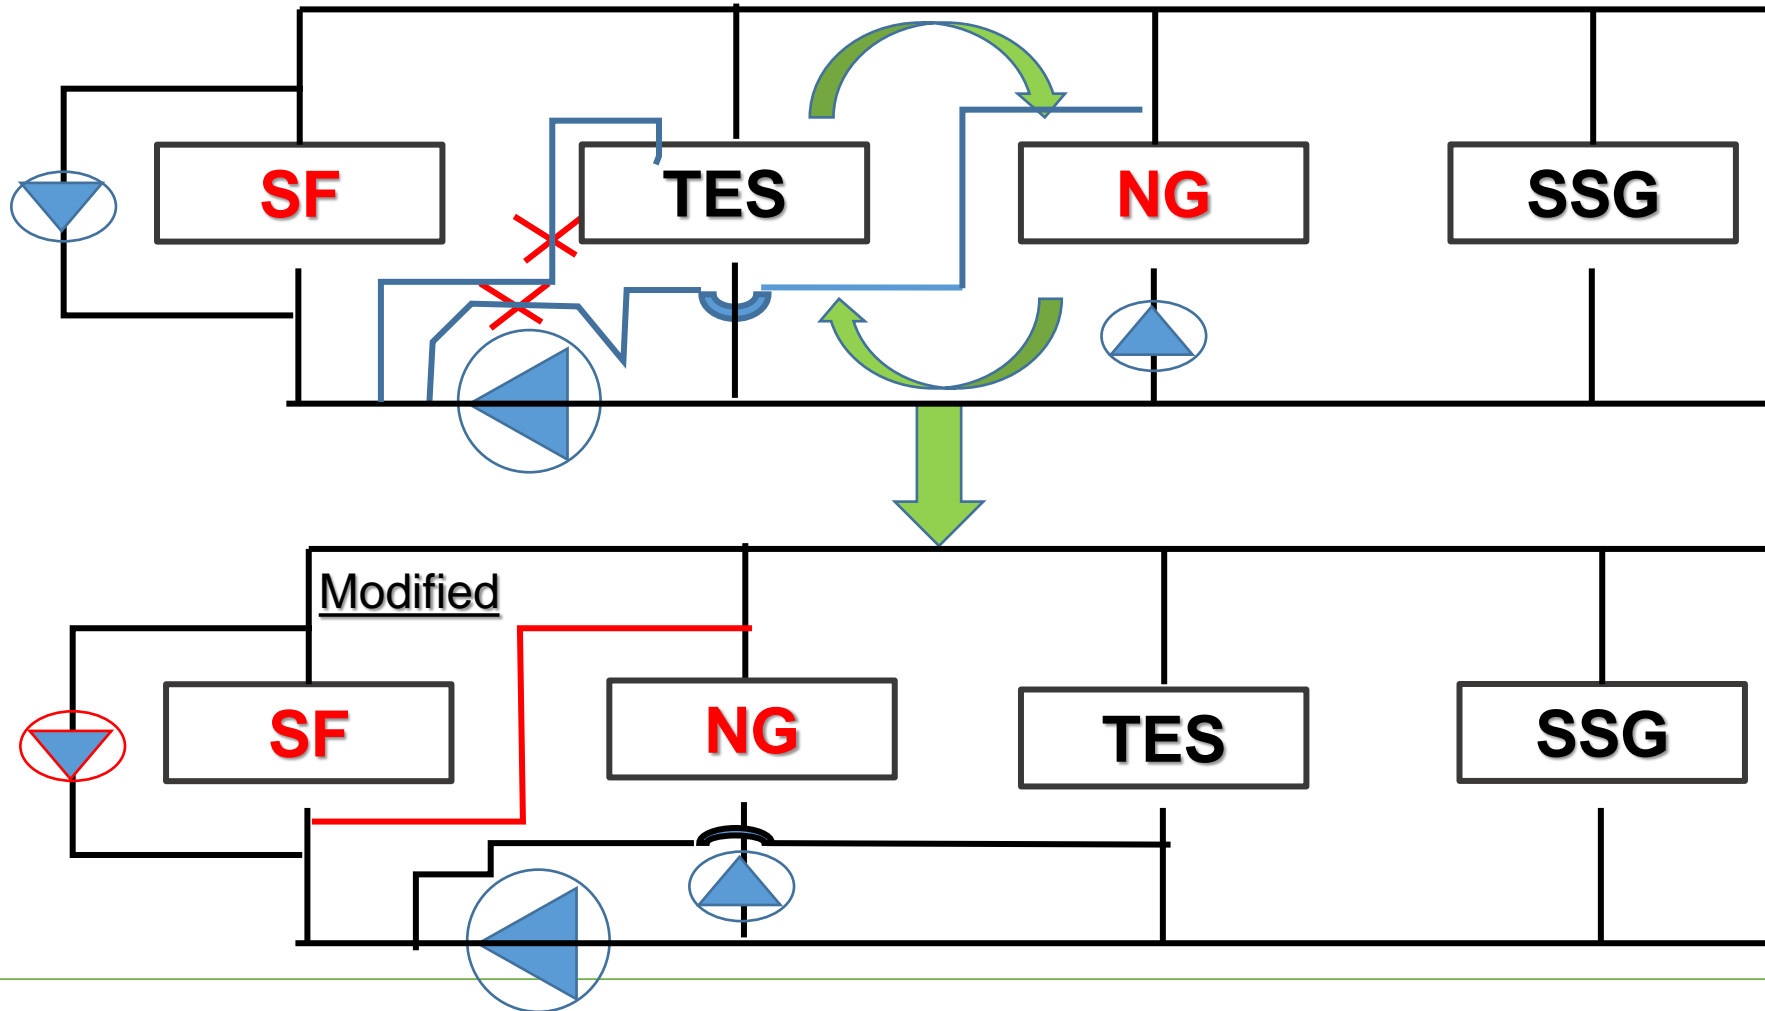 SF
TES
NG
SSG
Modified
SF
NG
TES
SSG